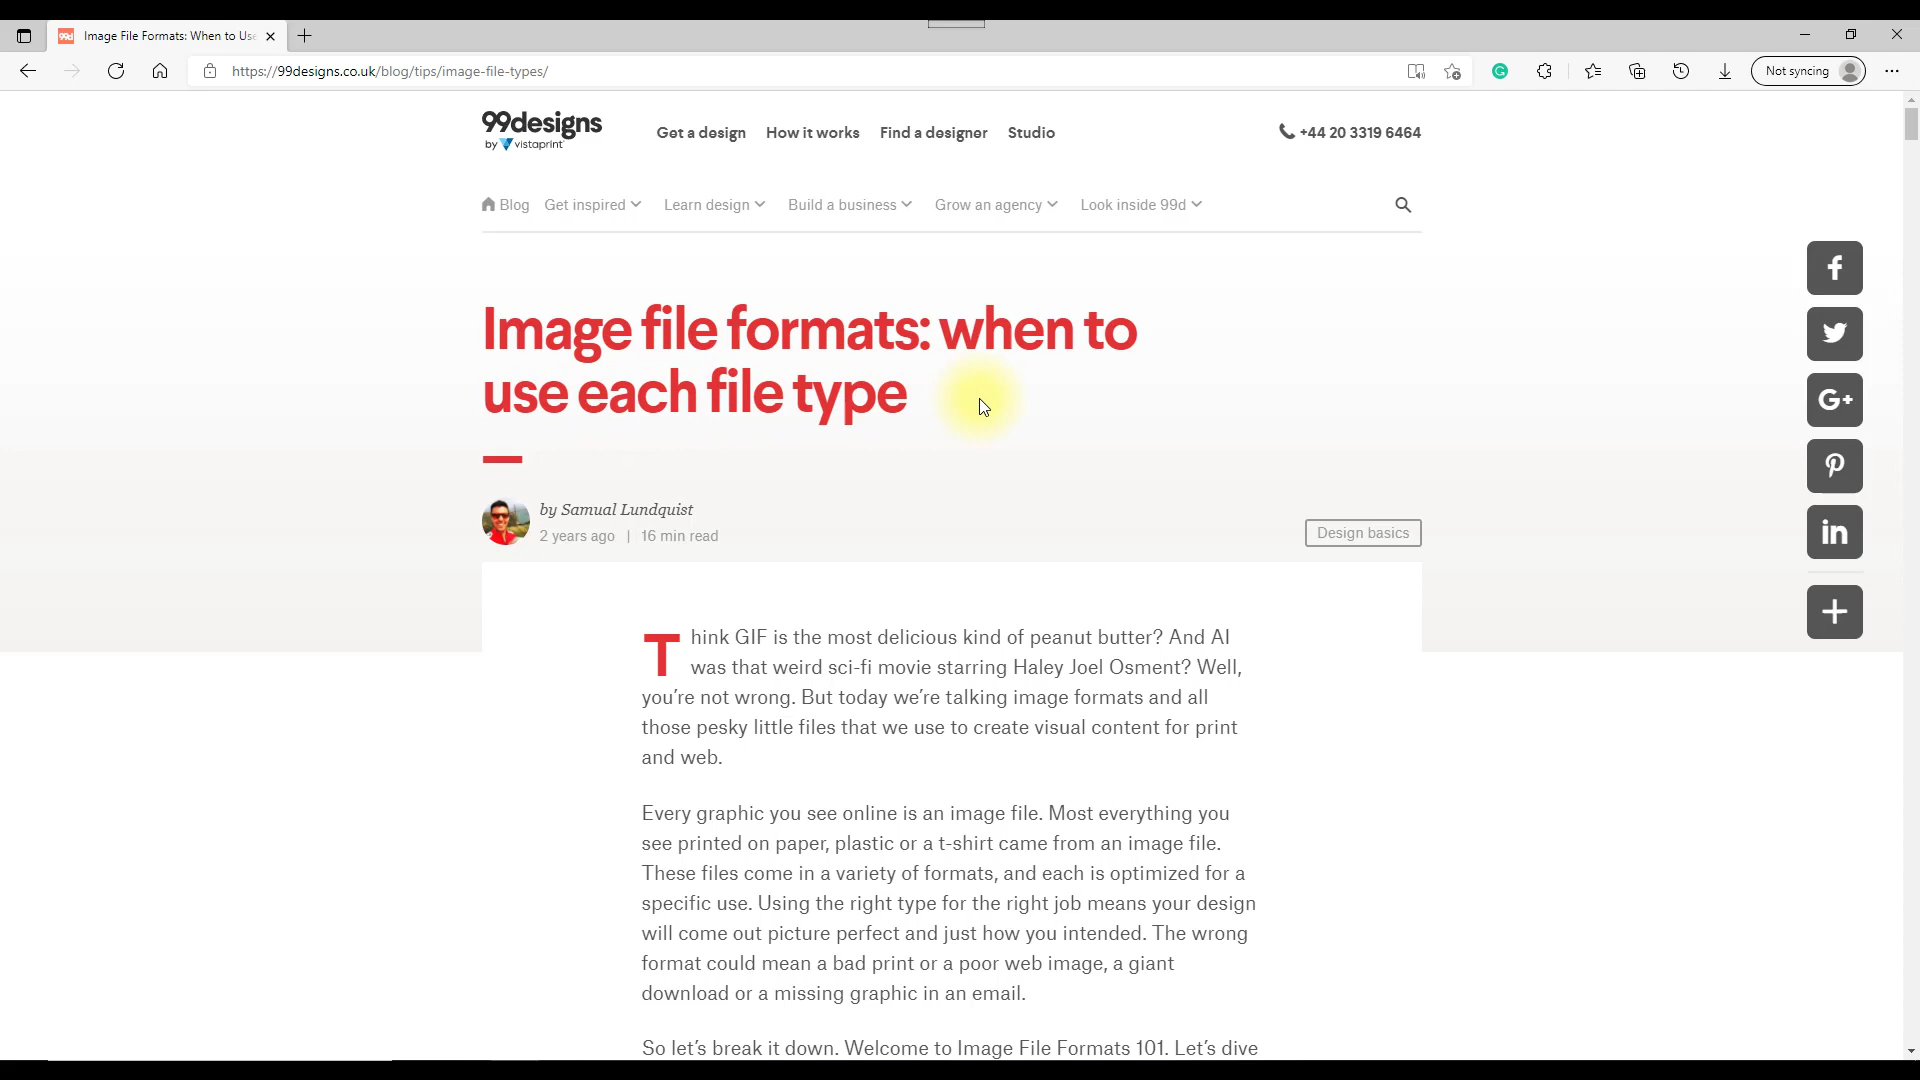 Image File Formats: When to Use
https://99designs.co.uk/blog/tips/image-file-types/
Not syncing
99designs
by vistaprint
Get a design
How it works
Find a designer
Studio
+44 20 3319 6464
Blog
Get inspired
Learn design
Build a business
Grow an agency
Look inside 99d
Image file formats: when to
use each file type
by Samual Lundquist
2 years ago | 16 min read
Design basics
Think GIF is the most delicious kind of peanut butter? And AI
was that weird sci-fi movie starring Haley Joel Osment? Well,
you’re not wrong. But today we’re talking image formats and all
those pesky little files that we use to create visual content for print
and web.
Every graphic you see online is an image file. Most everything you
see printed on paper, plastic or a t-shirt came from an image file.
These files come in a variety of formats, and each is optimized for a
specific use. Using the right type for the right job means your design
will come out picture perfect and just how you intended. The wrong
format could mean a bad print or a poor web image, a giant
download or a missing graphic in an email.
So let’s break it down. Welcome to Image File Formats 101. Let’s dive